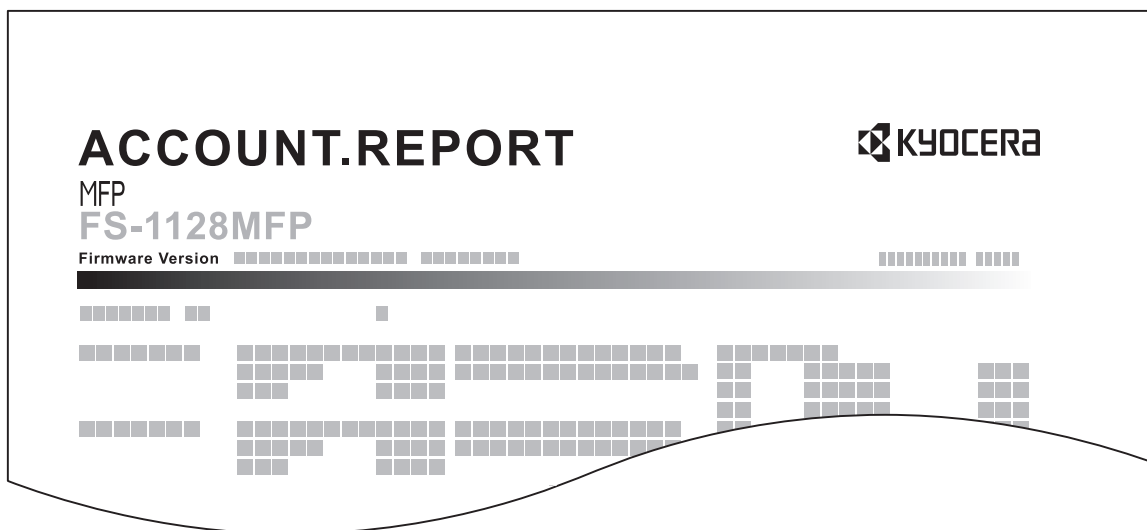 ACCOUNT.REPORT
KYOCERA
MFP
FS-1128MFP
Firmware Version